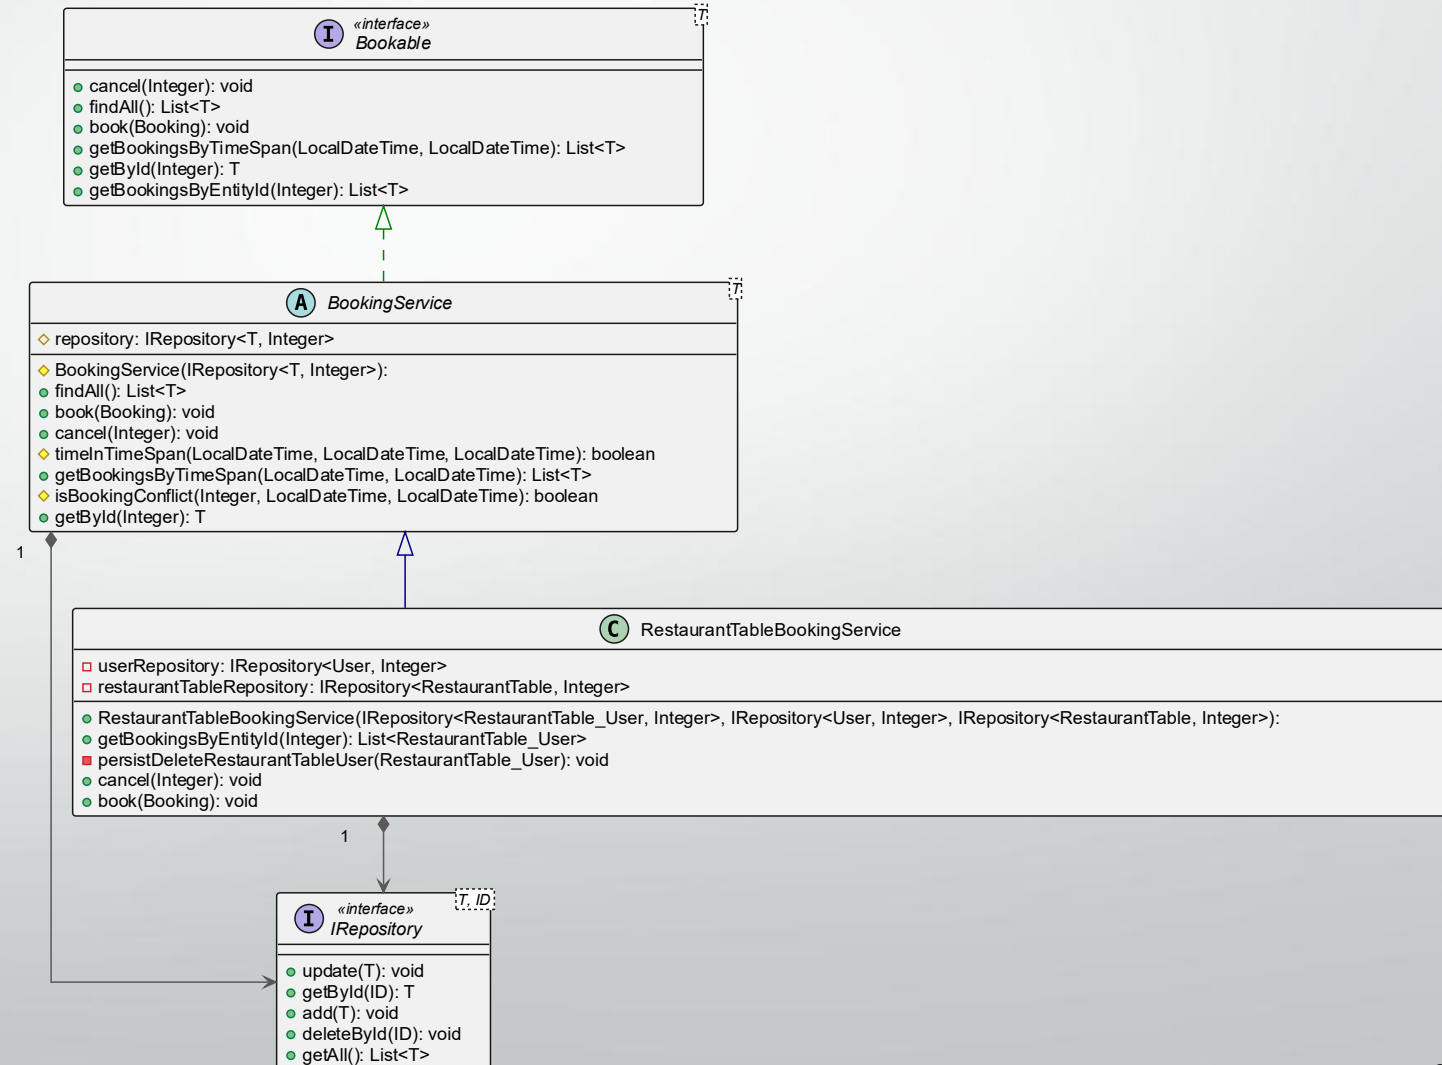 T
«interface»
I
Bookable
cancel(Integer): void
findAll(): List<T>
book(Booking): void
getBookingsByTimeSpan(LocalDateTime, LocalDateTime): List<T>
getById(Integer): T
getBookingsByEntityId(Integer): List<T>
T
A BookingService
repository: IRepository<T, Integer>
BookingService(IRepository<T, Integer>):
findAll(): List<T>
book(Booking): void
cancel(Integer): void
timeInTimeSpan(LocalDateTime, LocalDateTime, LocalDateTime): boolean
getBookingsByTimeSpan(LocalDateTime, LocalDateTime): List<T>
isBookingConflict(Integer, LocalDateTime, LocalDateTime): boolean
getById(Integer): T
1
C RestaurantTableBookingService
userRepository: IRepository<User, Integer>
restaurantTableRepository: IRepository<RestaurantTable, Integer>
RestaurantTableBookingService(IRepository<RestaurantTable_User, Integer>, IRepository<User, Integer>, IRepository<RestaurantTable, Integer>):
getBookingsByEntityId(Integer): List<RestaurantTable_User>
persistDeleteRestaurantTableUser(RestaurantTable_User): void
cancel(Integer): void
book(Booking): void
1
T, ID
«interface»
I
IRepository
update(T): void
getById(ID): T
add(T): void
deleteById(ID): void
getAll(): List<T>